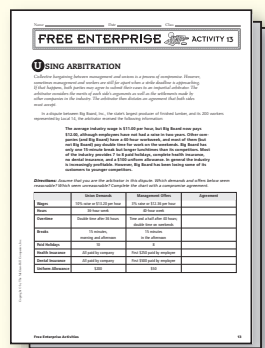 Name Date Class
FREE ENTERPRISE ACTIVITY 13
USING ARBITRATION
Collective bargaining between management and unions is a process of compromise. However,
sometimes management and workers are still far apart when a strike deadline is approaching.
If that happens, both parties may agree to submit their cases to an impartial arbitrator. The
arbitrator considers the merits of each side's arguments as well as the settlements made by
other companies in the industry. The arbitrator then dictates an agreement that both sides
must accept.
In a dispute between Big Board, the state's largest producer of finished lumber, and its 200 workers
represented by Local 14, the arbitrator received the following information:
The average industry wage is $11.00 per hour, but Big Board now pays
$12.00, although employees have not had a raise in two years. Other com-
panies (and Big Board) have a 40-hour workweek, and most of them (but
not Big Board) pay double time for work on the weekends. Big Board has
only one 15-minute break but longer lunchtimes than its competitors. Most
of the industry provides 7 to 8 paid holidays, complete health insurance,
no dental insurance, and a $100 uniform allowance. In general the industry
is increasingly profitable. However, Big Board has been losing some of its
customers to younger competitors.
Directions: Assume you are the arbitrator in this dispute. Which demands and offers below were
reasonable? Which were unreasonable? Complete the chart with a compromise agreement.
Union Demands Management Offers Agreement
Wages 10% raise or $13.20 per hour 3% raise or $12.36 per hour
Hours 36-hour week 40-hour week
Overtime Double time after 36 hours Time and a half after 40 hours,
double time on weekends
Breaks 15 minutes, 15 minutes
morning and afternoon in the afternoon
Paid Holidays 10 6
Health Insurance All paid by company First $250 paid by employee
Dental Insurance All paid by company First $500 paid by employee
Uniform Allowance $200 $50
Free Enterprise Activities 13